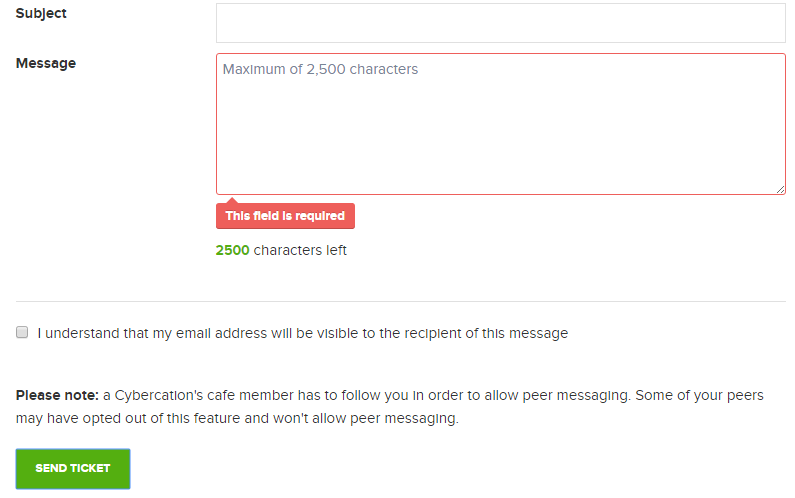 Subject
Message
Maximum of 2,500 characters
This field is required
2500 characters left
I understand that my email address will be visible to the recipient of this message
Please note: a Cybercation's cafe member has to follow you in order to allow peer messaging. Some of your peers
may have opted out of this feature and won't allow peer messaging.
SEND TICKET